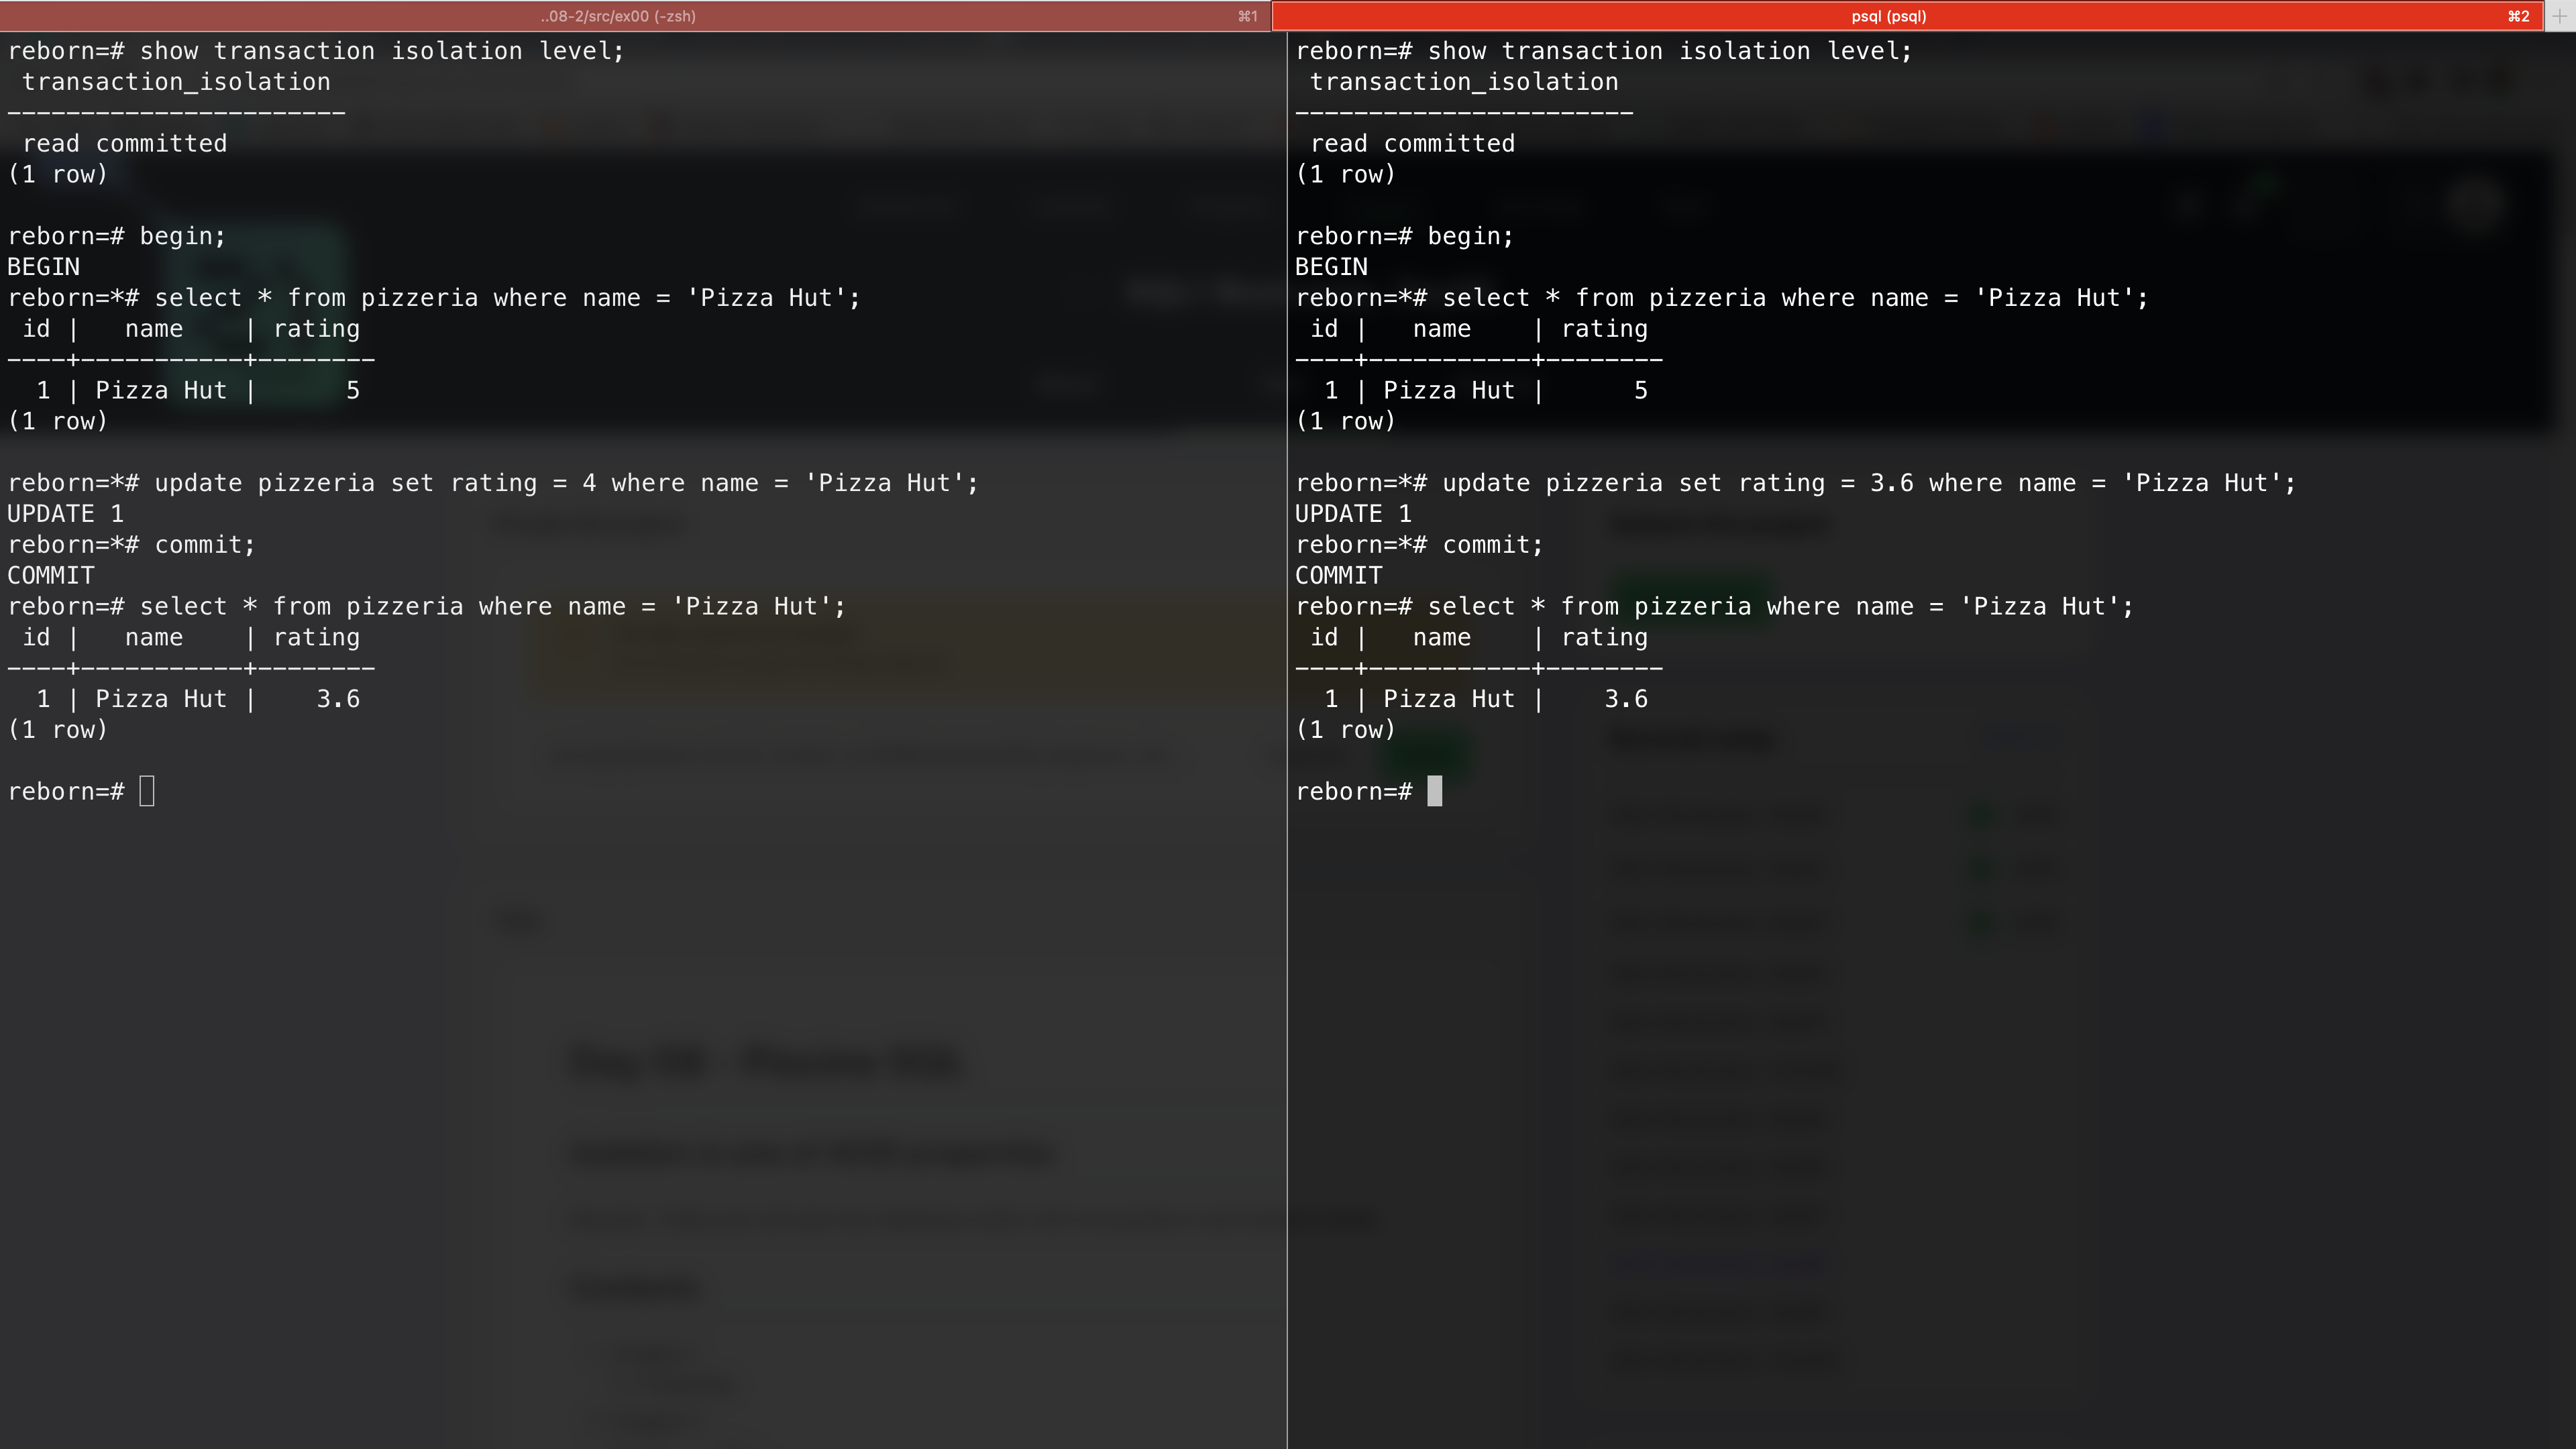 ..08-2/src/ex00 (-zsh) ⌘1
reborn=# show transaction isolation level;
 transaction_isolation
-----------------------
 read committed
(1 row)
reborn=# begin;
BEGIN
reborn=*# select * from pizzeria where name = 'Pizza Hut';
 id |   name    | rating
----+-----------+--------
  1 | Pizza Hut |      5
(1 row)
reborn=*# update pizzeria set rating = 4 where name = 'Pizza Hut';
UPDATE 1
reborn=*# commit;
COMMIT
reborn=# select * from pizzeria where name = 'Pizza Hut';
 id |   name    | rating
----+-----------+--------
  1 | Pizza Hut |    3.6
(1 row)
reborn=#
psql (psql) ⌘2
reborn=# show transaction isolation level;
 transaction_isolation
-----------------------
 read committed
(1 row)
reborn=# begin;
BEGIN
reborn=*# select * from pizzeria where name = 'Pizza Hut';
 id |   name    | rating
----+-----------+--------
  1 | Pizza Hut |      5
(1 row)
reborn=*# update pizzeria set rating = 3.6 where name = 'Pizza Hut';
UPDATE 1
reborn=*# commit;
COMMIT
reborn=# select * from pizzeria where name = 'Pizza Hut';
 id |   name    | rating
----+-----------+--------
  1 | Pizza Hut |    3.6
(1 row)
reborn=#
Day 08 - Piscine SQL